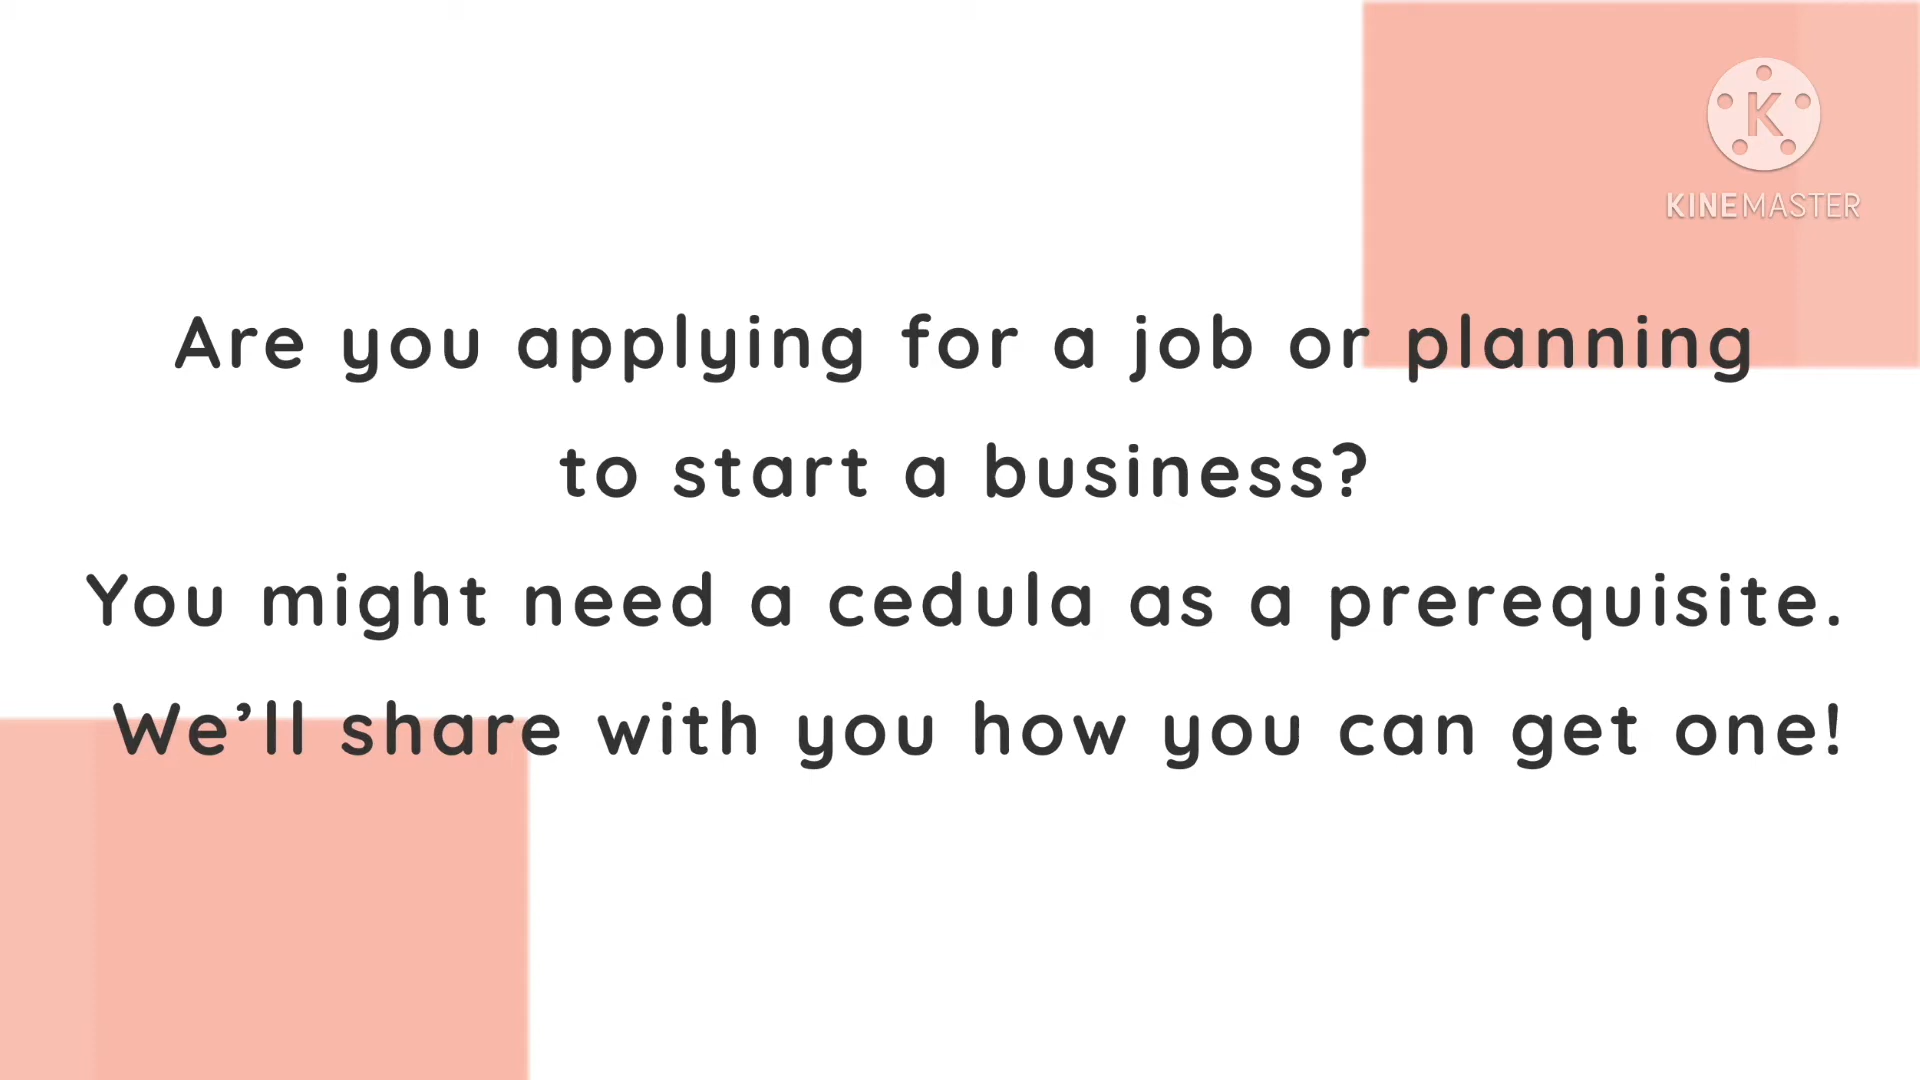 K
KINEMASTER
Are you applying for a job or planning
to start a business?
You might need a cedula as a prerequisite.
We’ll share with you how you can get one!